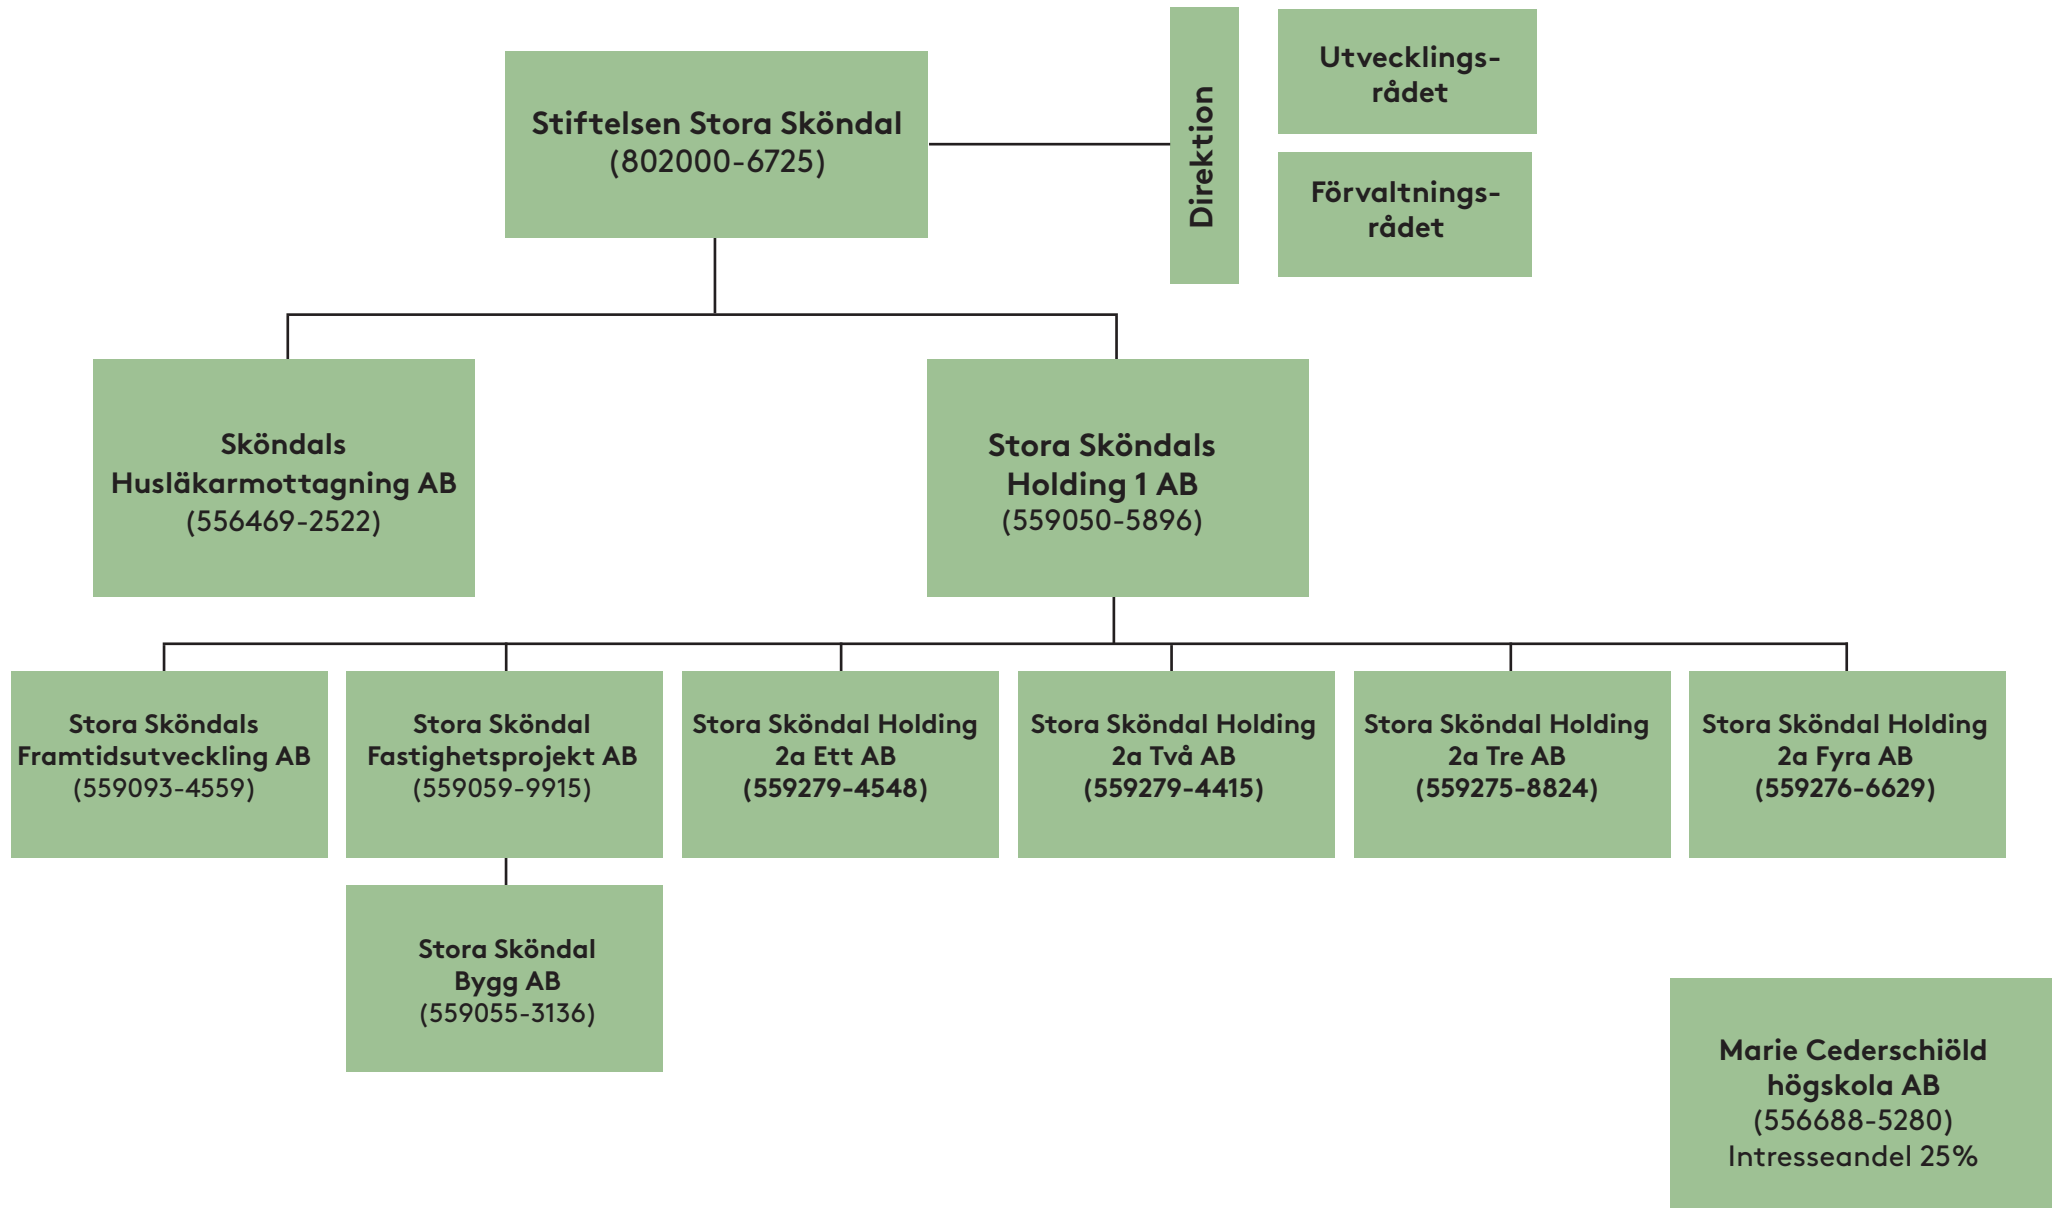 Stiftelsen Stora Sköndal
(802000-6725)
Direktion
Utvecklings-
rådet
Förvaltnings-
rådet
Sköndals
Husläkarmottagning AB
(556469-2522)
Stora Sköndals
Holding 1 AB
(559050-5896)
Stora Sköndals
Framtidsutveckling AB
(559093-4559)
Stora Sköndal
Fastighetsprojekt AB
(559059-9915)
Stora Sköndal Holding
2a Ett AB
(559279-4548)
Stora Sköndal Holding
2a Två AB
(559279-4415)
Stora Sköndal Holding
2a Tre AB
(559275-8824)
Stora Sköndal Holding
2a Fyra AB
(559276-6629)
Stora Sköndal
Bygg AB
(559055-3136)
Marie Cederschiöld
högskola AB
(556688-5280)
Intresseandel 25%